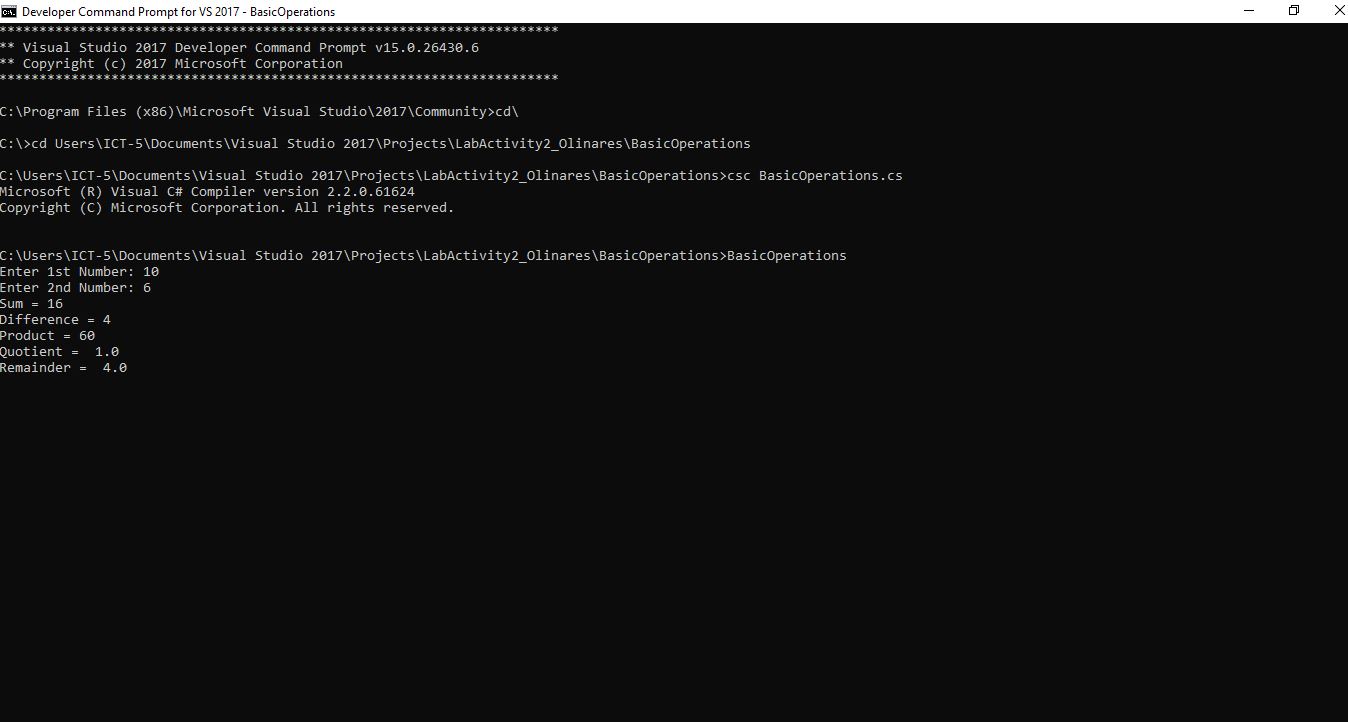 Developer Command Prompt for VS 2017 - BasicOperations
**********************************************************************
** Visual Studio 2017 Developer Command Prompt v15.0.26430.6
** Copyright (c) 2017 Microsoft Corporation
**********************************************************************
C:\Program Files (x86)\Microsoft Visual Studio\2017\Community>cd\
C:\>cd Users\ICT-5\Documents\Visual Studio 2017\Projects\LabActivity2_Olinares\BasicOperations
C:\Users\ICT-5\Documents\Visual Studio 2017\Projects\LabActivity2_Olinares\BasicOperations>csc BasicOperations.cs
Microsoft (R) Visual C# Compiler version 2.2.0.61624
Copyright (C) Microsoft Corporation. All rights reserved.
C:\Users\ICT-5\Documents\Visual Studio 2017\Projects\LabActivity2_Olinares\BasicOperations>BasicOperations
Enter 1st Number: 10
Enter 2nd Number: 6
Sum = 16
Difference = 4
Product = 60
Quotient =  1.0
Remainder =  4.0